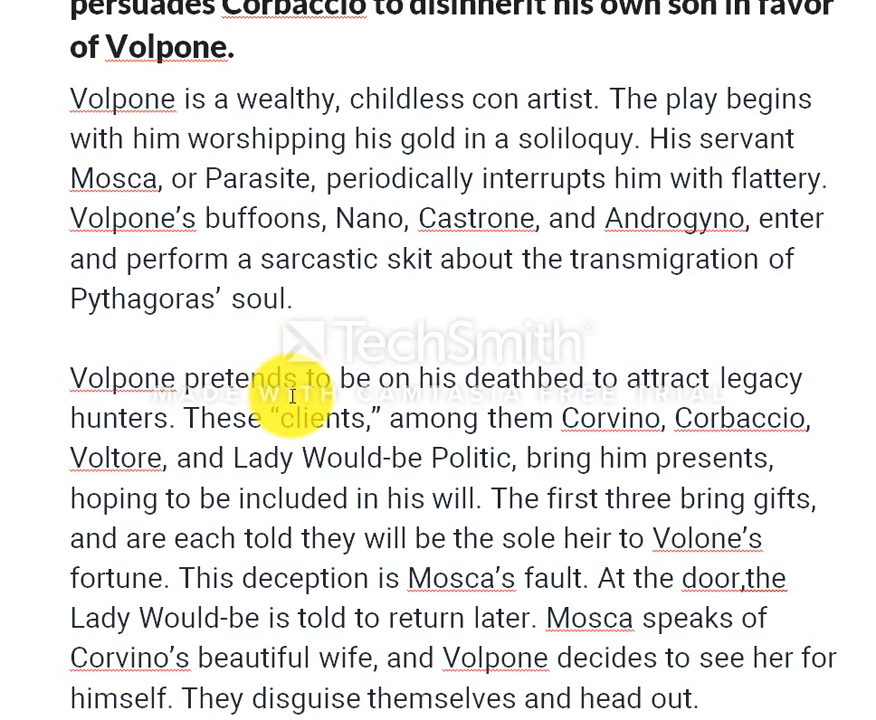 persuades Corbaccio to disinherit his own son in favor
of Volpone.
Volpone is a wealthy, childless con artist. The play begins
with him worshipping his gold in a soliloquy. His servant
Mosca, or Parasite, periodically interrupts him with flattery.
Volpone’s buffoons, Nano, Castrone, and Androgyno, enter
and perform a sarcastic skit about the transmigration of
Pythagoras’ soul.
TechSmith®
Volpone pretends to be on his deathbed to attract legacy
MADE WITH CAMTASIA FREE TRIAL
hunters. These “clients,” among them Corvino, Corbaccio,
Voltore, and Lady Would-be Politic, bring him presents,
hoping to be included in his will. The first three bring gifts,
and are each told they will be the sole heir to Volone’s
fortune. This deception is Mosca’s fault. At the door,the
Lady Would-be is told to return later. Mosca speaks of
Corvino’s beautiful wife, and Volpone decides to see her for
himself. They disguise themselves and head out.